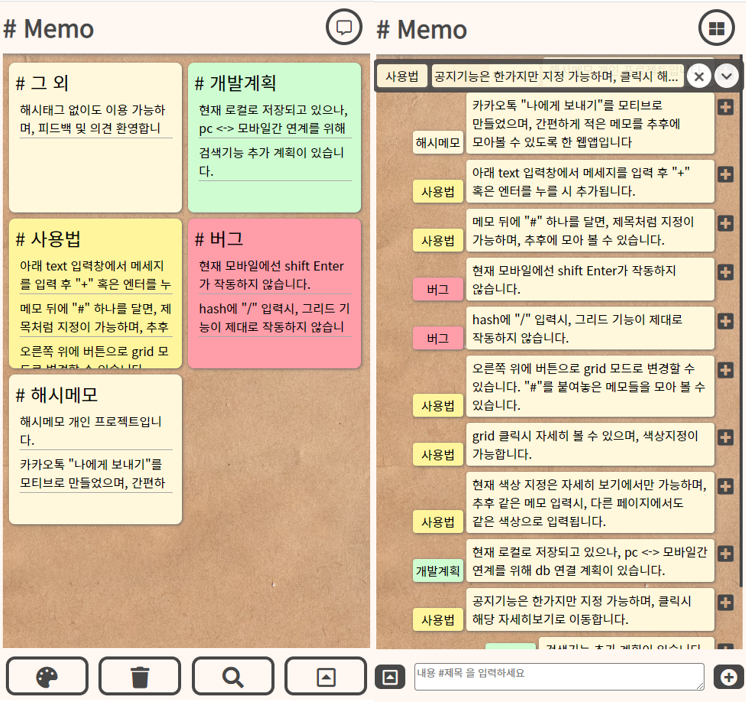 # Memo
# 그 외
해시태그 없이도 이용 가능하
며, 피드백 및 의견 환영합니
# 개발계획
현재 로컬로 저장되고 있으나,
pc <-> 모바일간 연계를 위해
검색기능 추가 계획이 있습니
다.
# 사용법
아래 text 입력창에서 메세지
를 입력 후 "+" 혹은 엔터를 누
메모 뒤에 "#" 하나를 달면, 제
목처럼 지정이 가능하며, 추후
오른쪽 위에 버튼으로 grid 모
# 버그
현재 모바일에선 shift Enter
가 작동하지 않습니다.
hash에 "/" 입력시, 그리드 기
능이 제대로 작동하지 않습니
# 해시메모
해시메모 개인 프로젝트입니
다.
카카오톡 "나에게 보내기"를
모티브로 만들었으며, 간편하
# Memo
사용법
공지기능은 한가지만 지정 가능하며, 클릭시 해...
카카오톡 "나에게 보내기"를 모티브로
만들었으며, 간편하게 적은 메모를 추후에
모아볼 수 있도록 한 웹앱입니다
해시메모
아래 text 입력창에서 메세지를 입력 후 "+"
혹은 엔터를 누를 시 추가됩니다.
사용법
메모 뒤에 "#" 하나를 달면, 제목처럼 지정이
가능하며, 추후에 모아 볼 수 있습니다.
사용법
현재 모바일에선 shift Enter가 작동하지
않습니다.
버그
hash에 "/" 입력시, 그리드 기능이 제대로
작동하지 않습니다.
버그
오른쪽 위에 버튼으로 grid 모드로 변경할 수
있습니다. "#"를 붙여놓은 메모들을 모아 볼 수
있습니다.
사용법
grid 클릭시 자세히 볼 수 있으며, 색상지정이
가능합니다.
사용법
현재 색상 지정은 자세히 보기에서만 가능하며,
추후 같은 메모 입력시, 다른 페이지에서도
같은 색상으로 입력됩니다.
사용법
현재 로컬로 저장되고 있으나, pc <-> 모바일간
연계를 위해 db 연결 계획이 있습니다.
개발계획
공지기능은 한가지만 지정 가능하며, 클릭시
해당 자세히보기로 이동합니다.
사용법
검색기능 추가 계획이 있습니다
내용 #제목 을 입력하세요